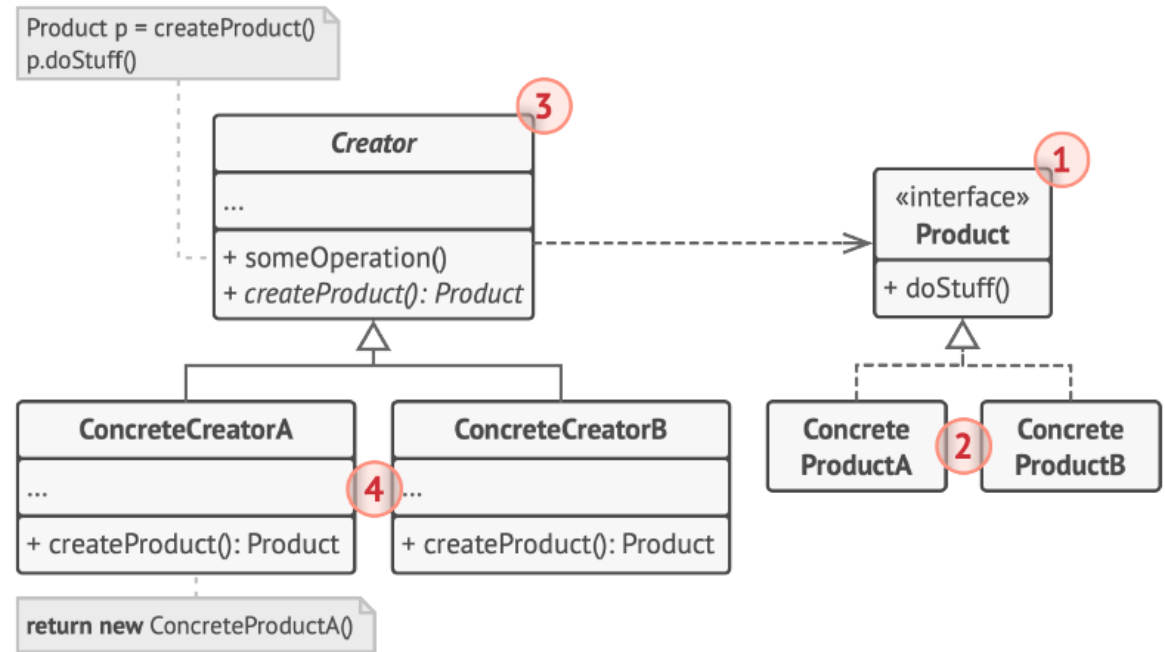 Product p = createProduct()
p.doStuff()
3
Creator
...
+ someOperation()
+ createProduct(): Product
1
«interface»
Product
+ doStuff()
ConcreteCreatorA
...
+ createProduct(): Product
4
ConcreteCreatorB
...
+ createProduct(): Product
Concrete
ProductA
2
Concrete
ProductB
return new ConcreteProductA()